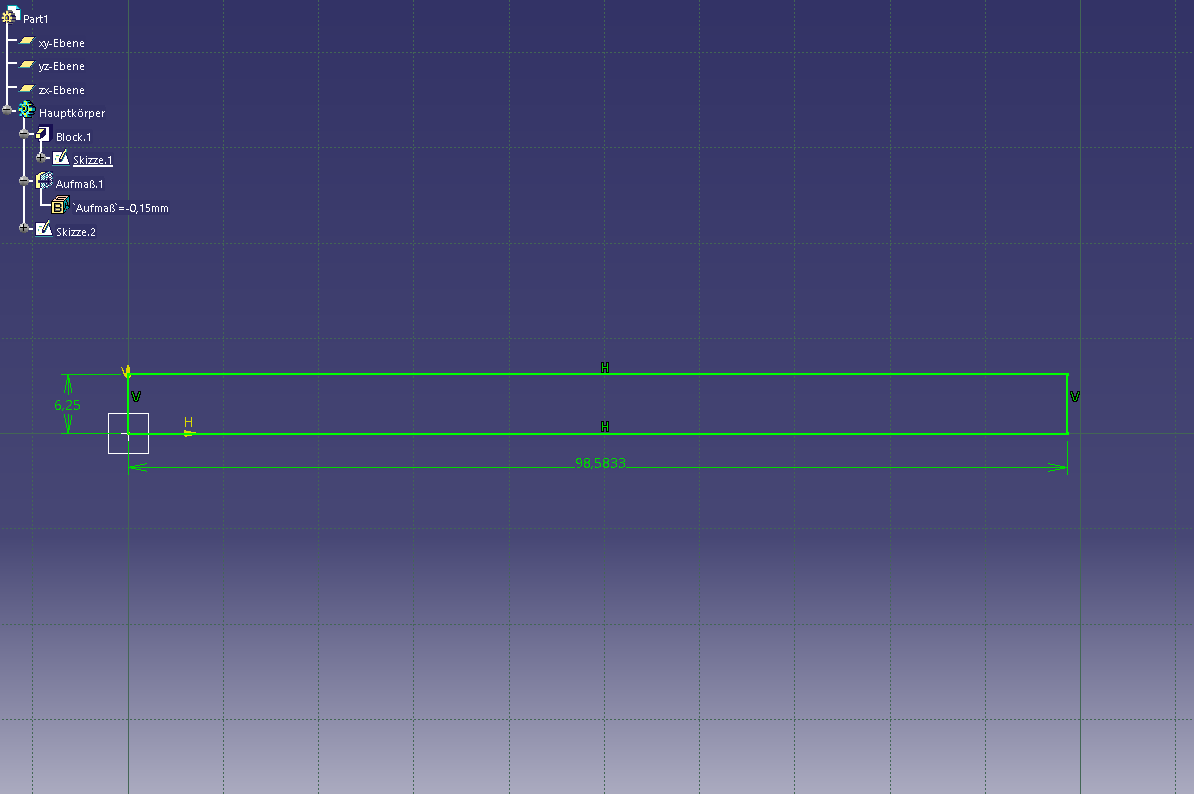 Part1
xy-Ebene
yz-Ebene
zx-Ebene
Hauptkörper
Block.1
Skizze.1
Aufmaß.1
`Aufmaß`=-0,15mm
Skizze.2
H
V
V
V
6,25
H
H
98,5833